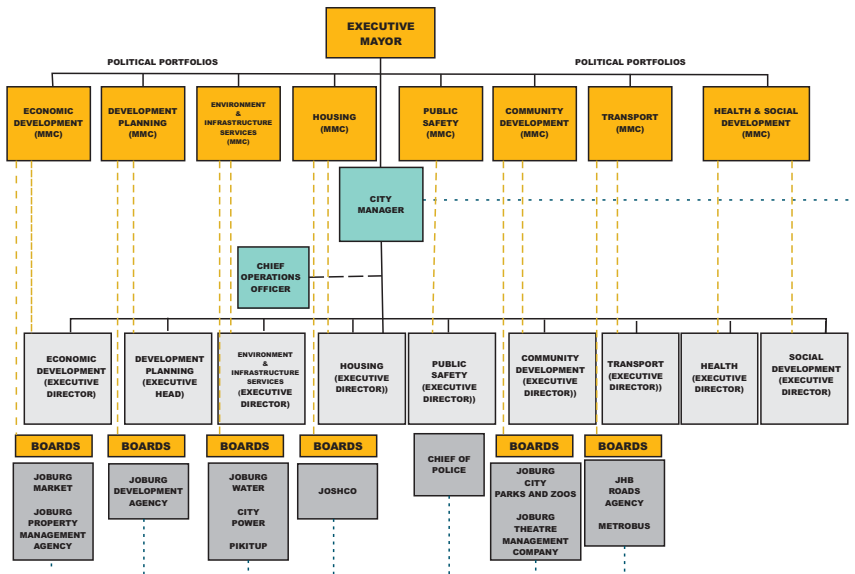 EXECUTIVE
MAYOR
POLITICAL PORTFOLIOS
POLITICAL PORTFOLIOS
ECONOMIC
DEVELOPMENT
(MMC)
DEVELOPMENT
PLANNING
(MMC)
ENVIRONMENT
&
INFRASTRUCTURE
SERVICES
(MMC)
HOUSING
(MMC)
PUBLIC
SAFETY
(MMC)
COMMUNITY
DEVELOPMENT
(MMC)
TRANSPORT
(MMC)
HEALTH & SOCIAL
DEVELOPMENT
(MMC)
CITY
MANAGER
CHIEF
OPERATIONS
OFFICER
ECONOMIC
DEVELOPMENT
(EXECUTIVE
DIRECTOR)
DEVELOPMENT
PLANNING
(EXECUTIVE
HEAD)
ENVIRONMENT
&
INFRASTRUCTURE
SERVICES
(EXECUTIVE
DIRECTOR)
HOUSING
(EXECUTIVE
DIRECTOR))
PUBLIC
SAFETY
(EXECUTIVE
DIRECTOR))
COMMUNITY
DEVELOPMENT
(EXECUTIVE
DIRECTOR))
TRANSPORT
(EXECUTIVE
DIRECTOR))
HEALTH
(EXECUTIVE
DIRECTOR)
SOCIAL
DEVELOPMENT
(EXECUTIVE
DIRECTOR)
BOARDS
BOARDS
BOARDS
BOARDS
BOARDS
BOARDS
JOBURG
MARKET
JOBURG
PROPERTY
MANAGEMENT
AGENCY
JOBURG
DEVELOPMENT
AGENCY
JOBURG
WATER
CITY
POWER
PIKITUP
JOSHCO
CHIEF OF
POLICE
JOBURG
CITY
PARKS AND ZOOS
JOBURG
THEATRE
MANAGEMENT
COMPANY
JHB
ROADS
AGENCY
METROBUS